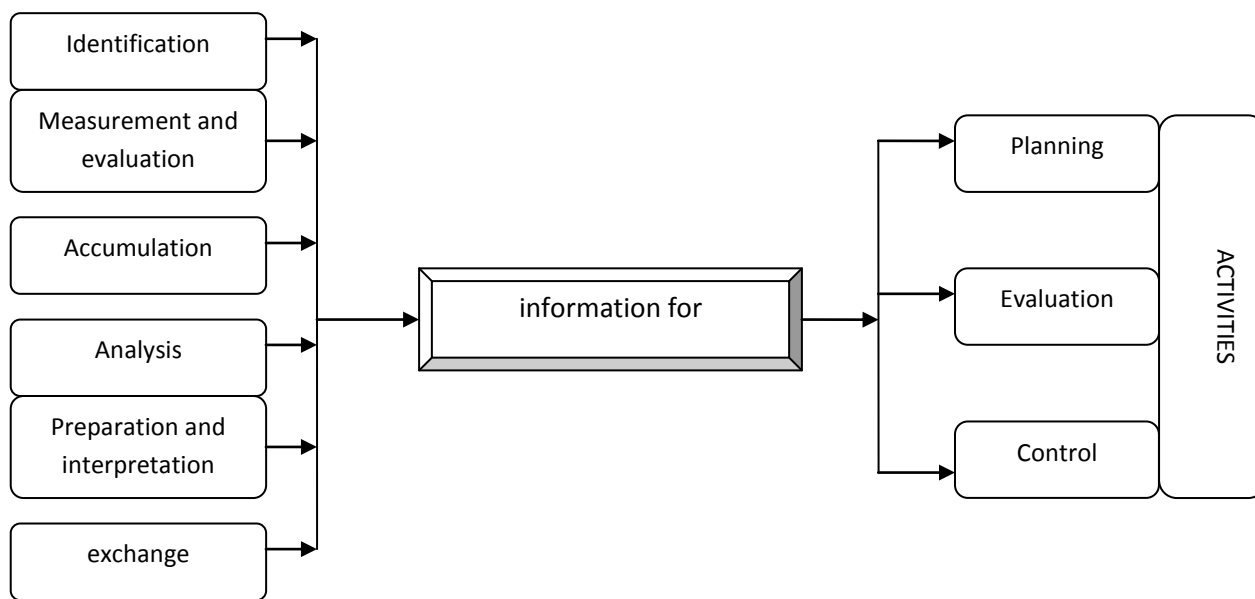 Identification
Measurement and
evaluation
Accumulation
Analysis
Preparation and
interpretation
exchange
information for
Planning
Evaluation
Control
ACTIVITIES